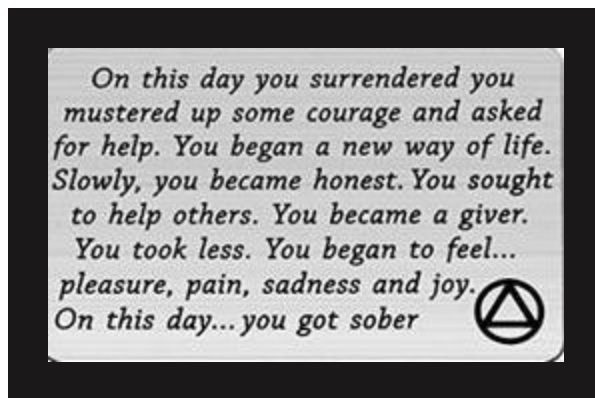 On this day you surrendered you
mustered up some courage and asked
for help. You began a new way of life.
Slowly, you became honest. You sought
to help others. You became a giver.
You took less. You began to feel...
pleasure, pain, sadness and joy.
On this day... you got sober